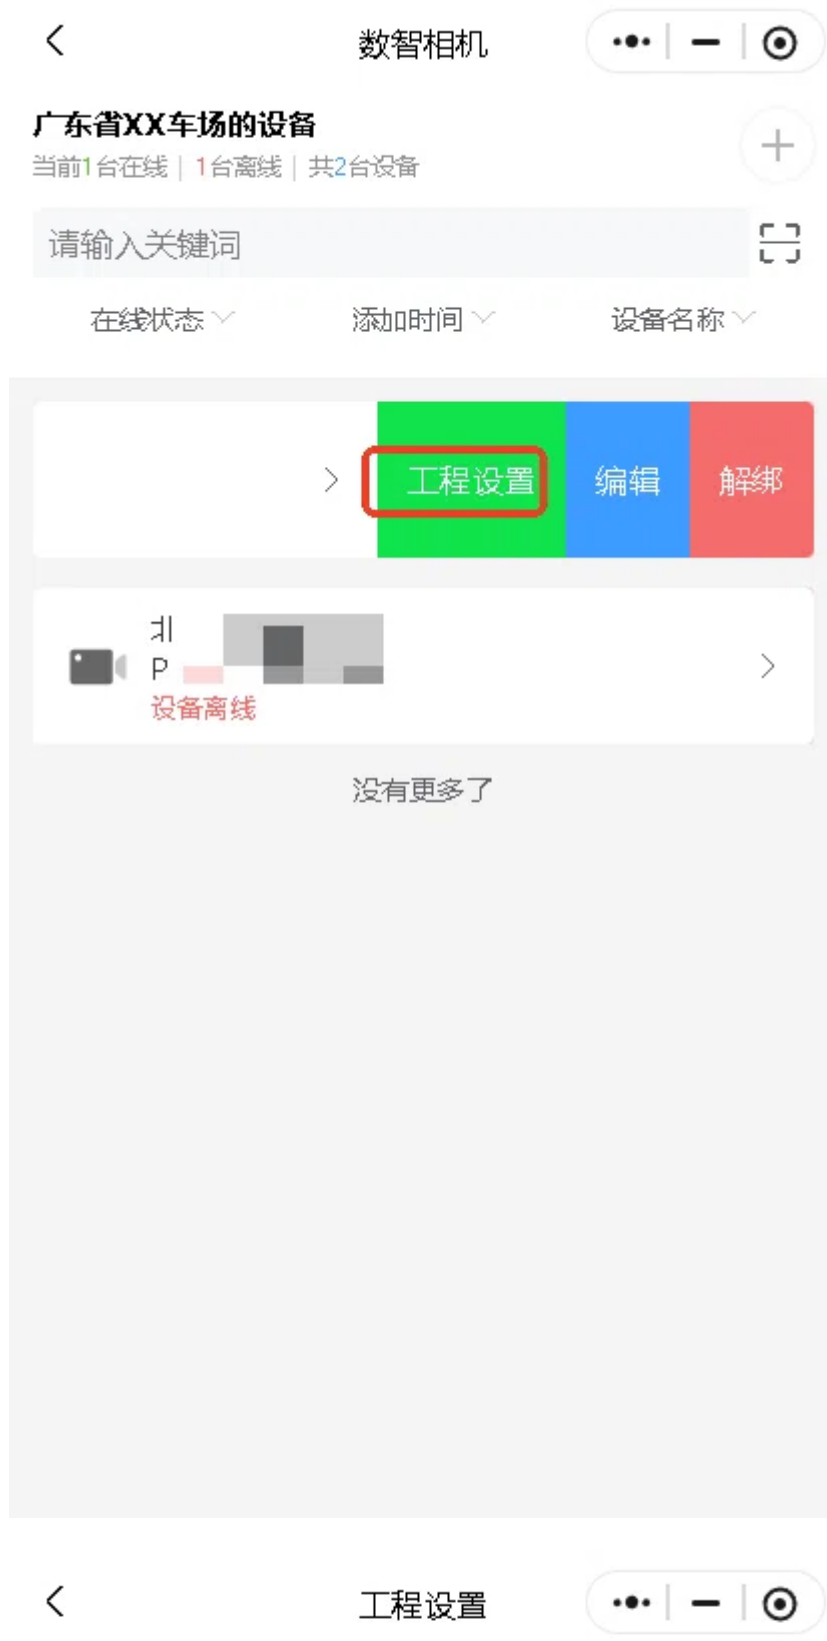 数智相机
广东省XX车场的设备
当前1台在线 | 1台离线 | 共2台设备
请输入关键词
在线状态 添加时间 设备名称
工程设置 编辑 解绑
P
设备离线
没有更多了
工程设置